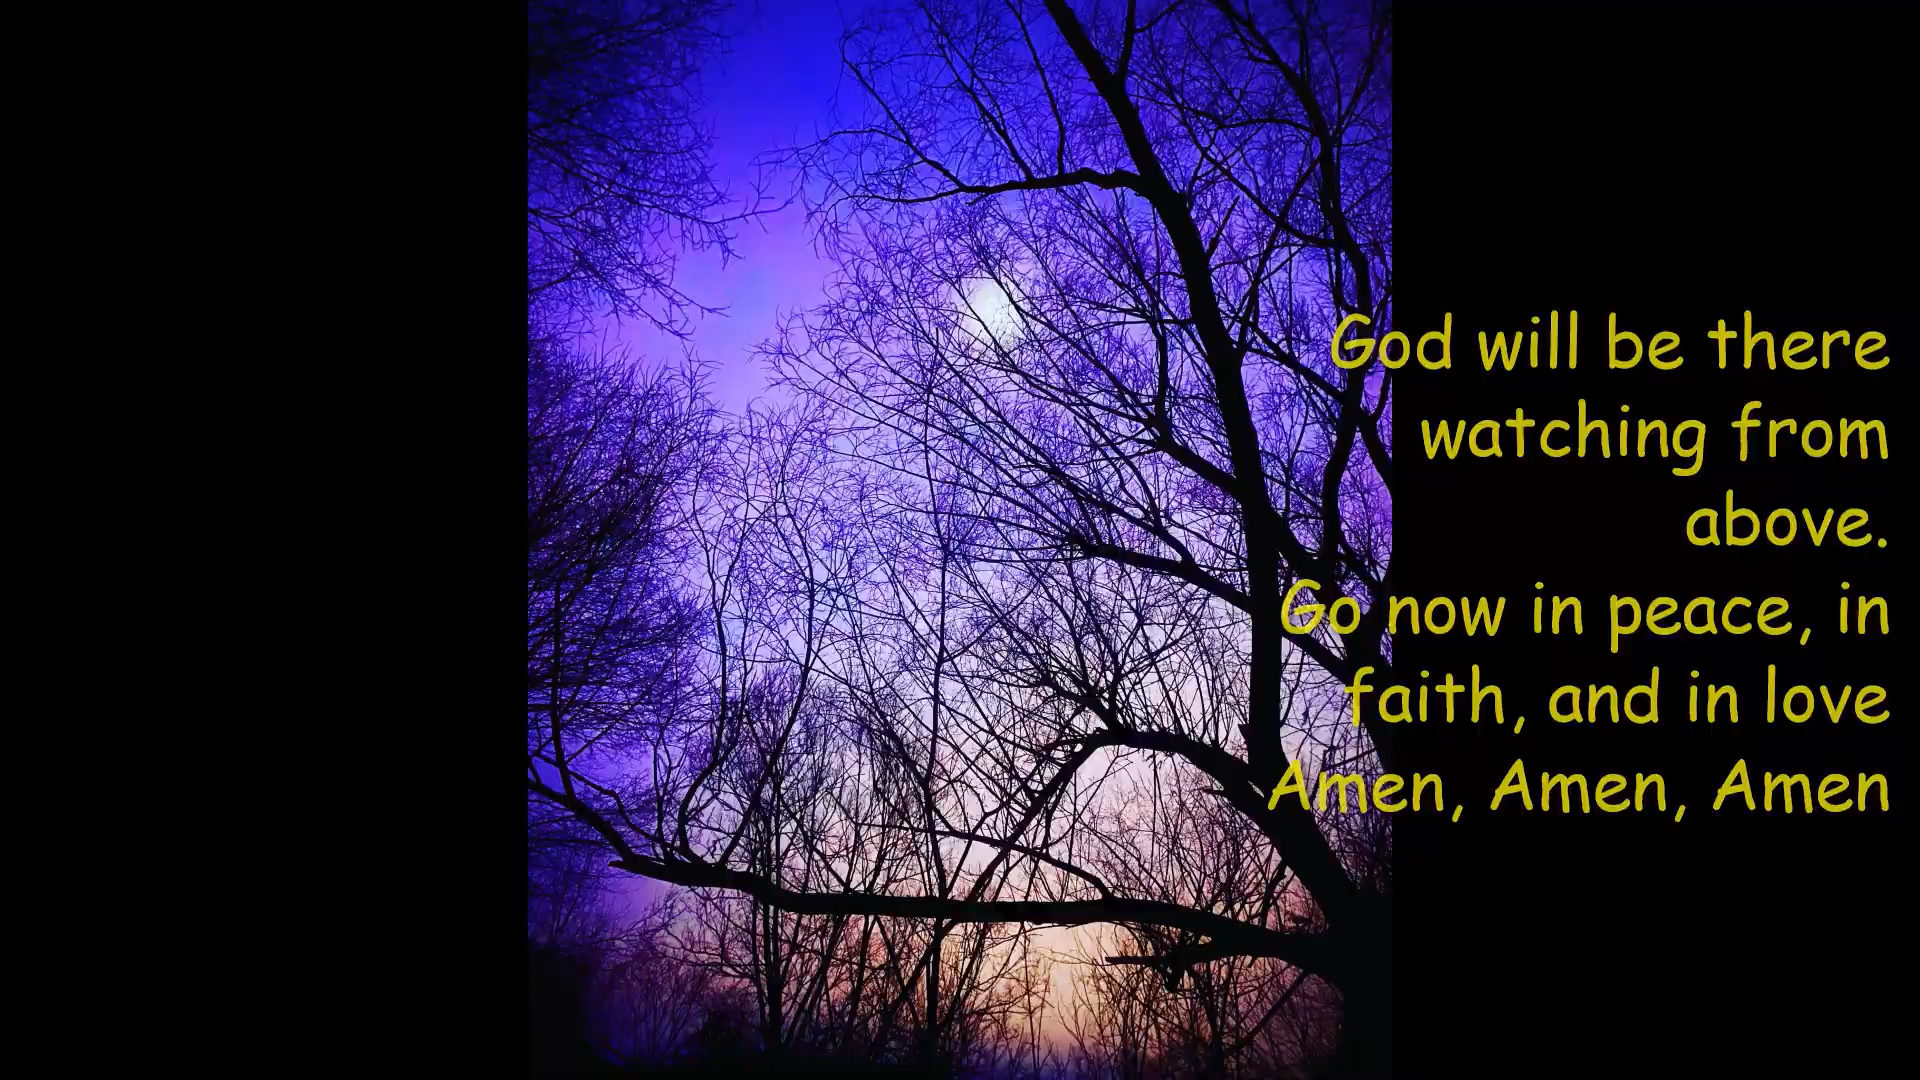 God will be there
watching from
above.
Go now in peace, in
faith, and in love
Amen, Amen, Amen